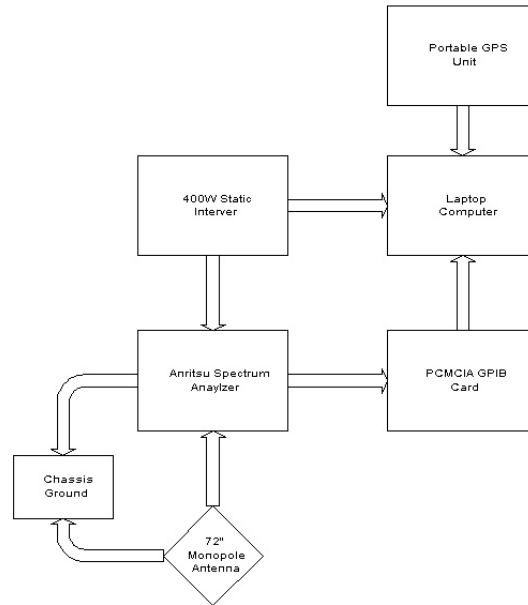 Portable GPS
Unit
400W Static
Interver
Laptop
Computer
Anritsu Spectrum
Anaylzer
PCMCIA GPIB
Card
Chassis
Ground
72"
Monopole
Antenna